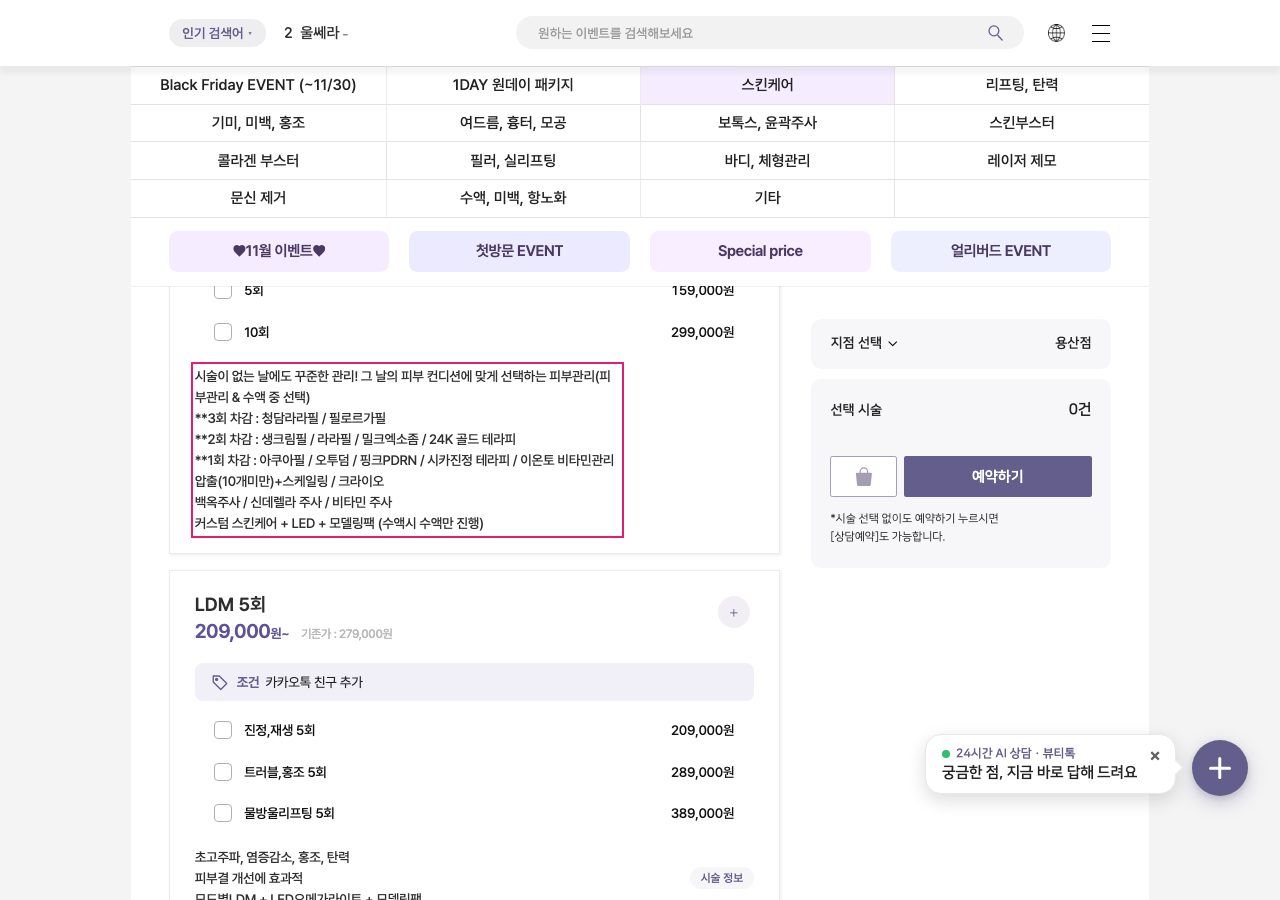 인기 검색어
2 울쎄라
원하는 이벤트를 검색해보세요
Black Friday EVENT (~11/30)
1DAY 원데이 패키지
스킨케어
리프팅, 탄력
기미, 미백, 홍조
여드름, 흉터, 모공
보톡스, 윤곽주사
스킨부스터
콜라겐 부스터
필러, 실리프팅
바디, 체형관리
레이저 제모
문신 제거
수액, 미백, 항노화
기타
♥11월 이벤트♥
첫방문 EVENT
Special price
얼리버드 EVENT
5회 159,000원
10회 299,000원
시술이 없는 날에도 꾸준한 관리! 그 날의 피부 컨디션에 맞게 선택하는 피부관리(피
부관리 & 수액 중 선택)
**3회 차감 : 청담라라필 / 필로르가필
**2회 차감 : 생크림필 / 라라필 / 밀크엑소좀 / 24K 골드 테라피
**1회 차감 : 아쿠아필 / 오투덤 / 핑크PDRN / 시카진정 테라피 / 이온토 비타민관리
압출(10개미만)+스케일링 / 크라이오
백옥주사 / 신데렐라 주사 / 비타민 주사
커스텀 스킨케어 + LED + 모델링팩 (수액시 수액만 진행)
지점 선택 용산점
선택 시술 0건
예약하기
*시술 선택 없이도 예약하기 누르시면
[상담예약]도 가능합니다.
LDM 5회
+
209,000원~ 기존가 : 279,000원
조건 카카오톡 친구 추가
진정,재생 5회 209,000원
트러블,홍조 5회 289,000원
물방울리프팅 5회 389,000원
초고주파, 염증감소, 홍조, 탄력
피부결 개선에 효과적
시술 정보
모드별LDM + LED오메가라이트 + 모델링팩
24시간 AI 상담 · 뷰티톡
궁금한 점, 지금 바로 답해 드려요